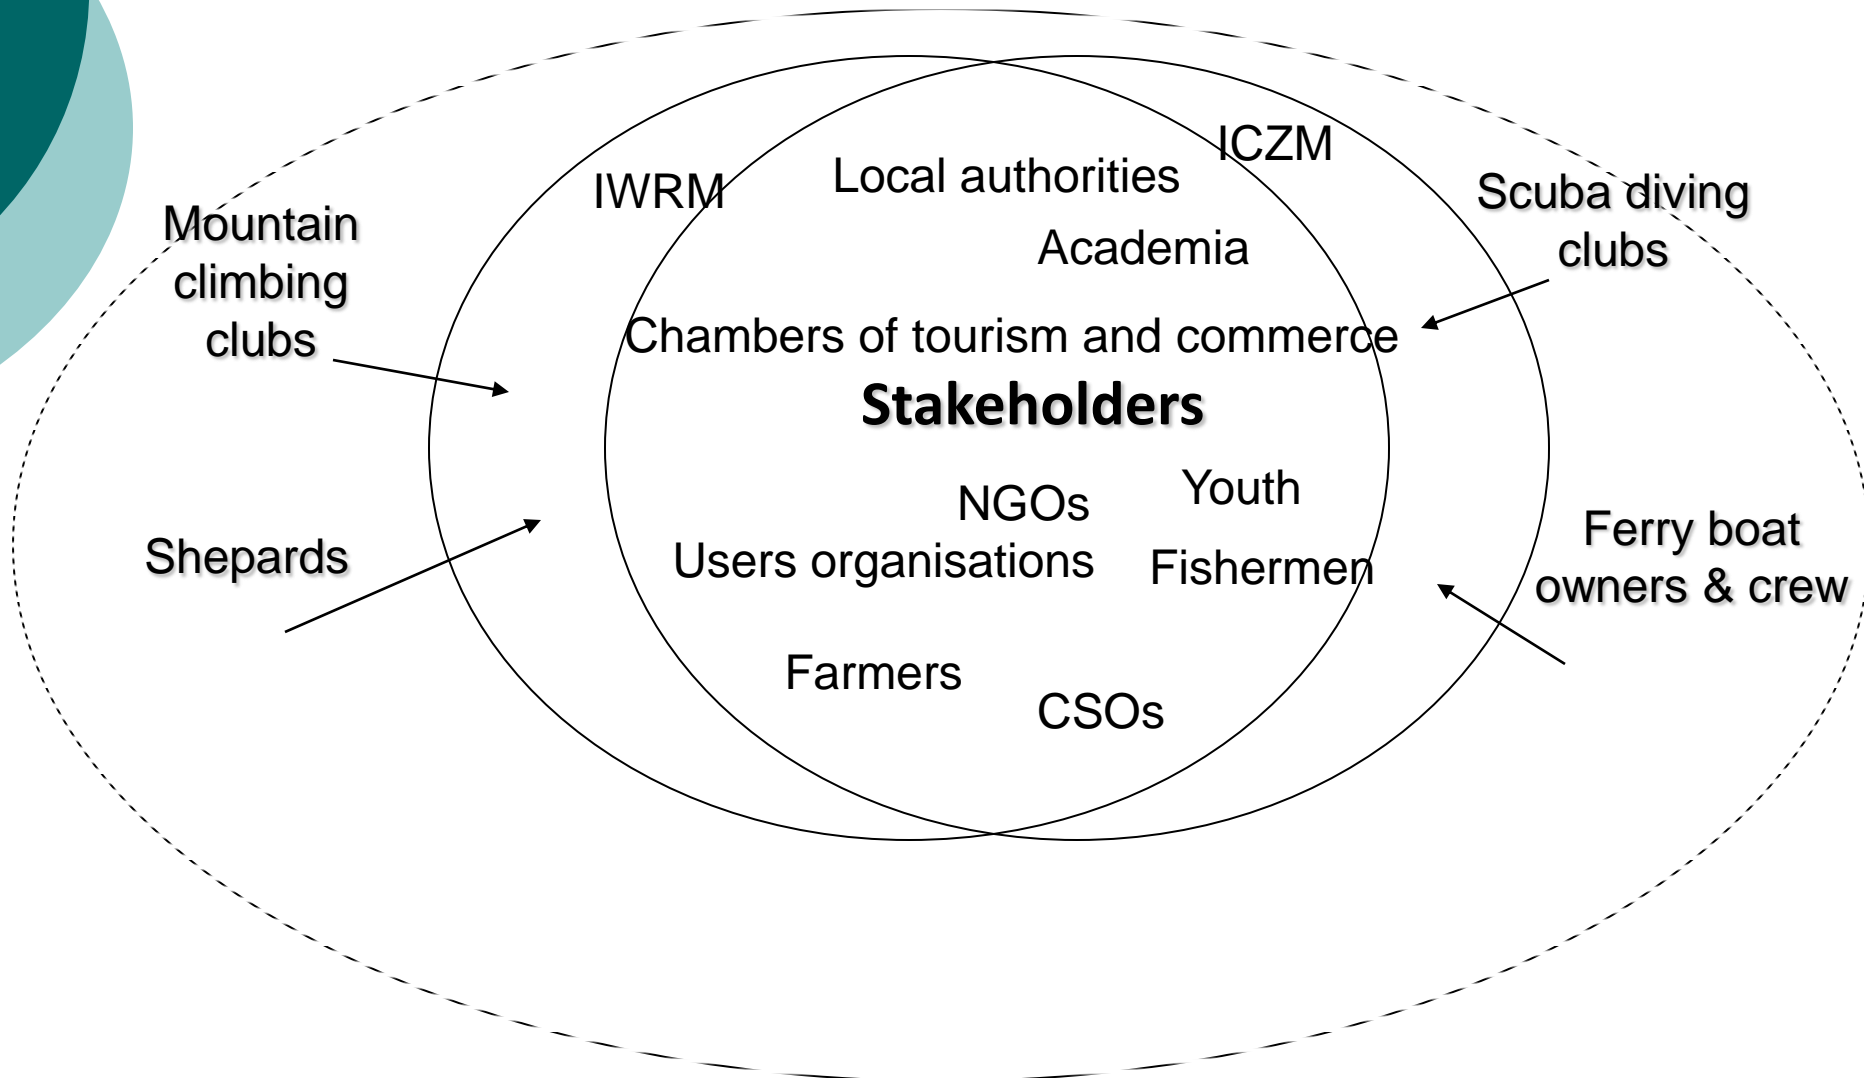 ICZM
Local authorities
IWRM
Scuba diving
clubs
Mountain
climbing
clubs
Academia
Chambers of tourism and commerce
Stakeholders
Youth
NGOs
Ferry boat
owners & crew
Shepards
Users organisations
Fishermen
Farmers
CSOs